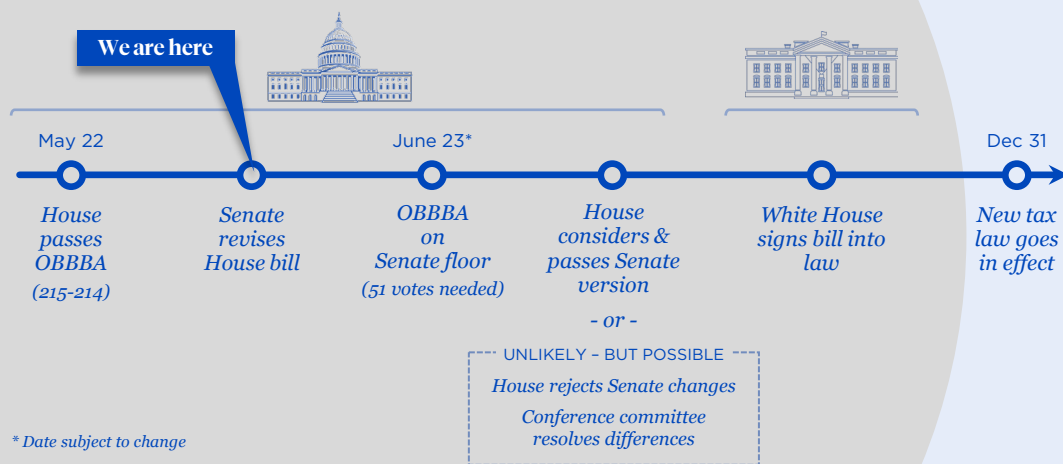 We are here
May 22
June 23*
Dec 31
House
passes
OBBBA
(215-214)
Senate
revises
House bill
OBBBA
on
Senate floor
(51 votes needed)
House
considers &
passes Senate
version
- or -
UNLIKELY – BUT POSSIBLE
House rejects Senate changes
Conference committee
resolves differences
White House
signs bill into
law
New tax
law goes
in effect
* Date subject to change